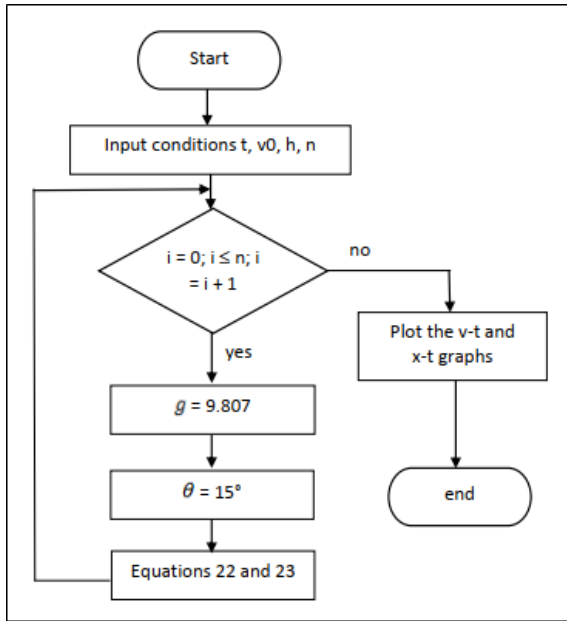 Start
Input conditions t, v0, h, n
i = 0; i ≤ n; i
= i + 1
no
yes
Plot the v-t and
x-t graphs
g = 9.807
θ = 15°
end
Equations 22 and 23